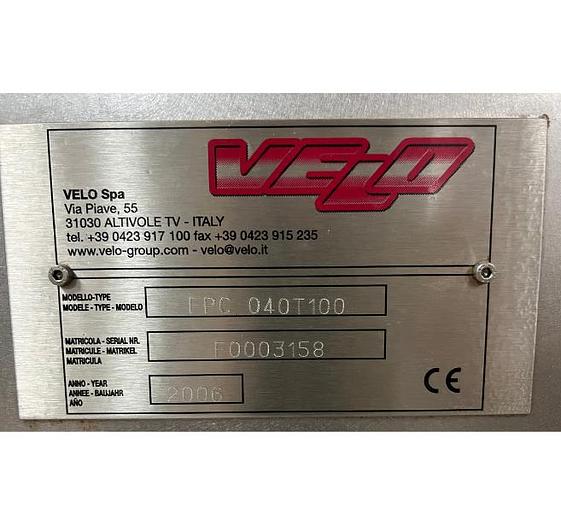 VELO
VELO Spa
Via Piave, 55
31030 ALTIVOLE TV - ITALY
tel. +39 0423 917 100 fax +39 0423 915 235
www.velo-group.com - velo@velo.it
MODELLO-TYPE
MODELE - TYPE - MODELO
040T100
MATRICOLA - SERIAL NR.
MATRICULE - MATRIKEL
MATRICULA
F0003158
ANNO - YEAR
ANNEE - BAUJAHR
AÑO
2006
CE